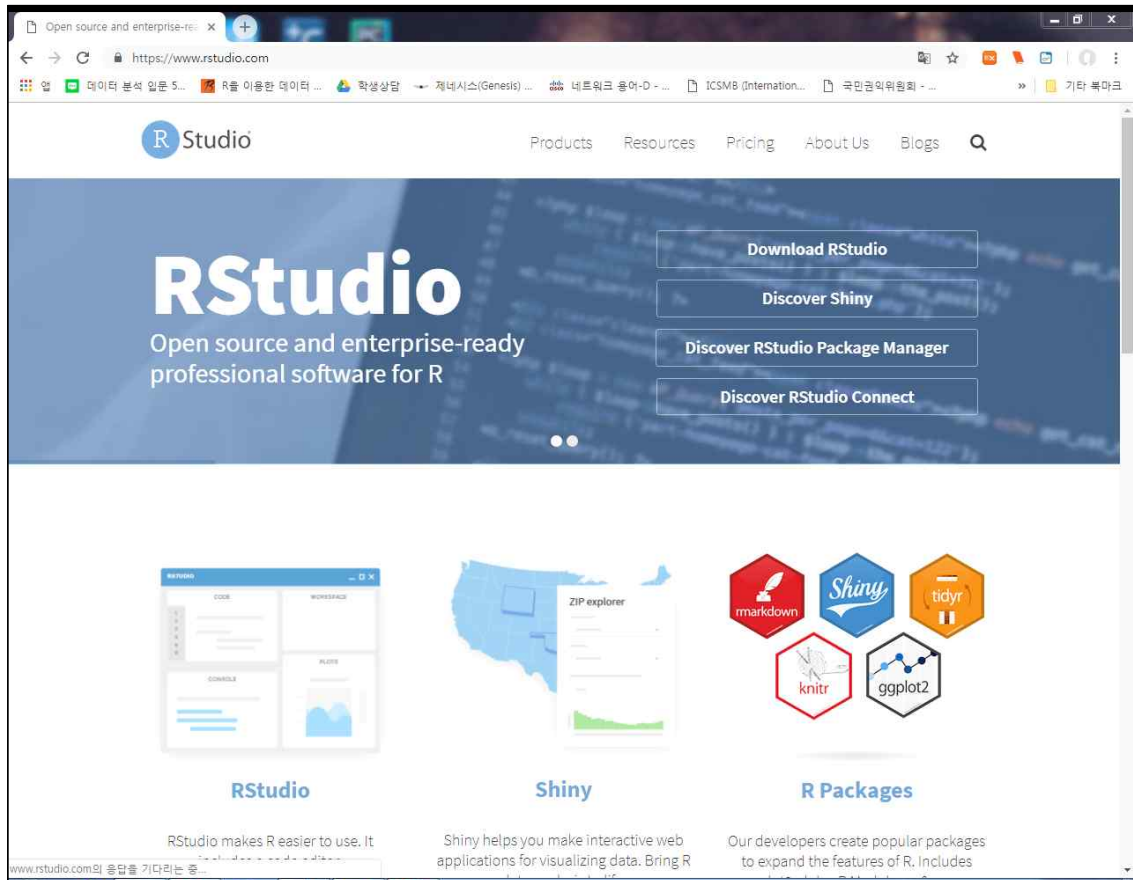 Open source and enterprise-re
https://www.rstudio.com
앱 데이터 분석 입문 S... R을 이용한 데이터 ... 학생상담 제네시스(Genesis) ... 네트워크 용어-D - ... ICSMB (Internation... 국민권익위원회 - ... » 기타 북마크
R Studio
Products Resources Pricing About Us Blogs
RStudio
Open source and enterprise-ready
professional software for R
Download RStudio
Discover Shiny
Discover RStudio Package Manager
Discover RStudio Connect
RSTUDIO
CODE WORKSPACE
PLOTS
CONSOLE
ZIP explorer
rmarkdown
Shiny
tidyr
knitr
ggplot2
RStudio
Shiny
R Packages
RStudio makes R easier to use. It
Shiny helps you make interactive web
applications for visualizing data. Bring R
Our developers create popular packages
to expand the features of R. Includes
www.rstudio.com의 응답을 기다리는 중...